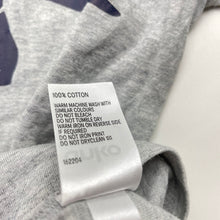 100% COTTON
WARM MACHINE WASH WITH
SIMILAR COLOURS
DO NOT BLEACH
DO NOT TUMBLE DRY
WARM IRON ON REVERSE SIDE
IF REQUIRED
DO NOT IRON PRINT
DO NOT DRYCLEAN
162204